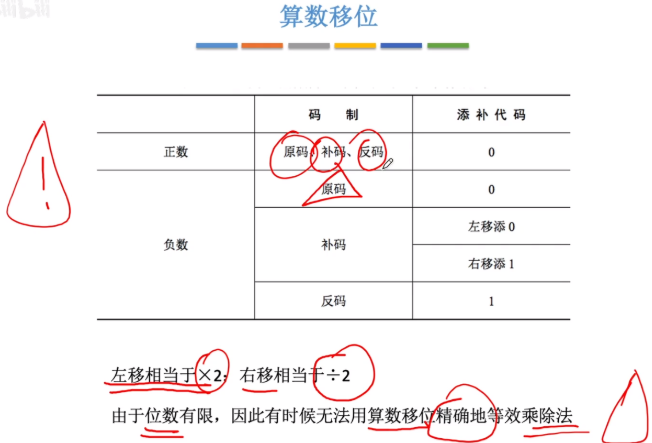 算数移位
码 制 添补代码
正数 原码、补码、反码 0
原码 0
负数 补码 左移添0
右移添1
反码 1
左移相当于×2；右移相当于÷2
由于位数有限，因此有时候无法用算数移位精确地等效乘除法